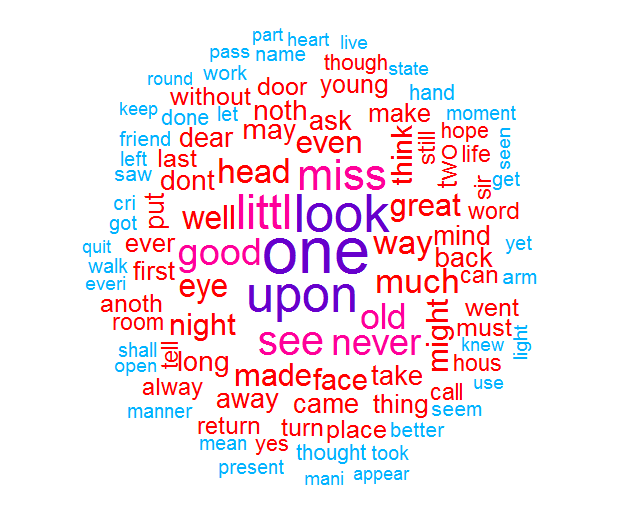 part
heart
live
pass
name
though
state
round
work
door
young
hand
without
keep
done
let
noth
ask
make
moment
friend
dear
may
even
think
still
hope
seen
left
last
head
miss
two
life
saw
dont
sir
get
cri
put
well
littl
look
great
word
got
quit
ever
good
one
way
mind
yet
walk
first
eye
upon
much
back
can
arm
everi
anoth
night
old
might
went
room
see
never
must
light
shall
tell
long
knew
hous
open
made
face
take
use
alway
away
came
thing
call
seem
manner
return
turn
place
better
mean
yes
thought
took
present
mani
appear